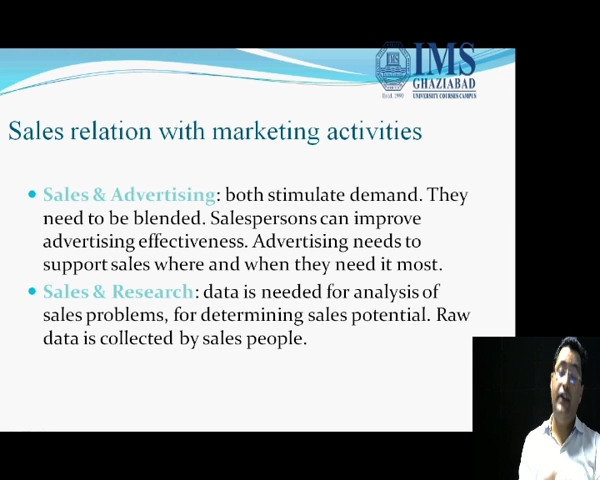 IMS
GHAZIABAD
Estd. 1990
UNIVERSITY COURSES CAMPUS
Sales relation with marketing activities
Sales & Advertising: both stimulate demand. They
need to be blended. Salespersons can improve
advertising effectiveness. Advertising needs to
support sales where and when they need it most.
Sales & Research: data is needed for analysis of
sales problems, for determining sales potential. Raw
data is collected by sales people.